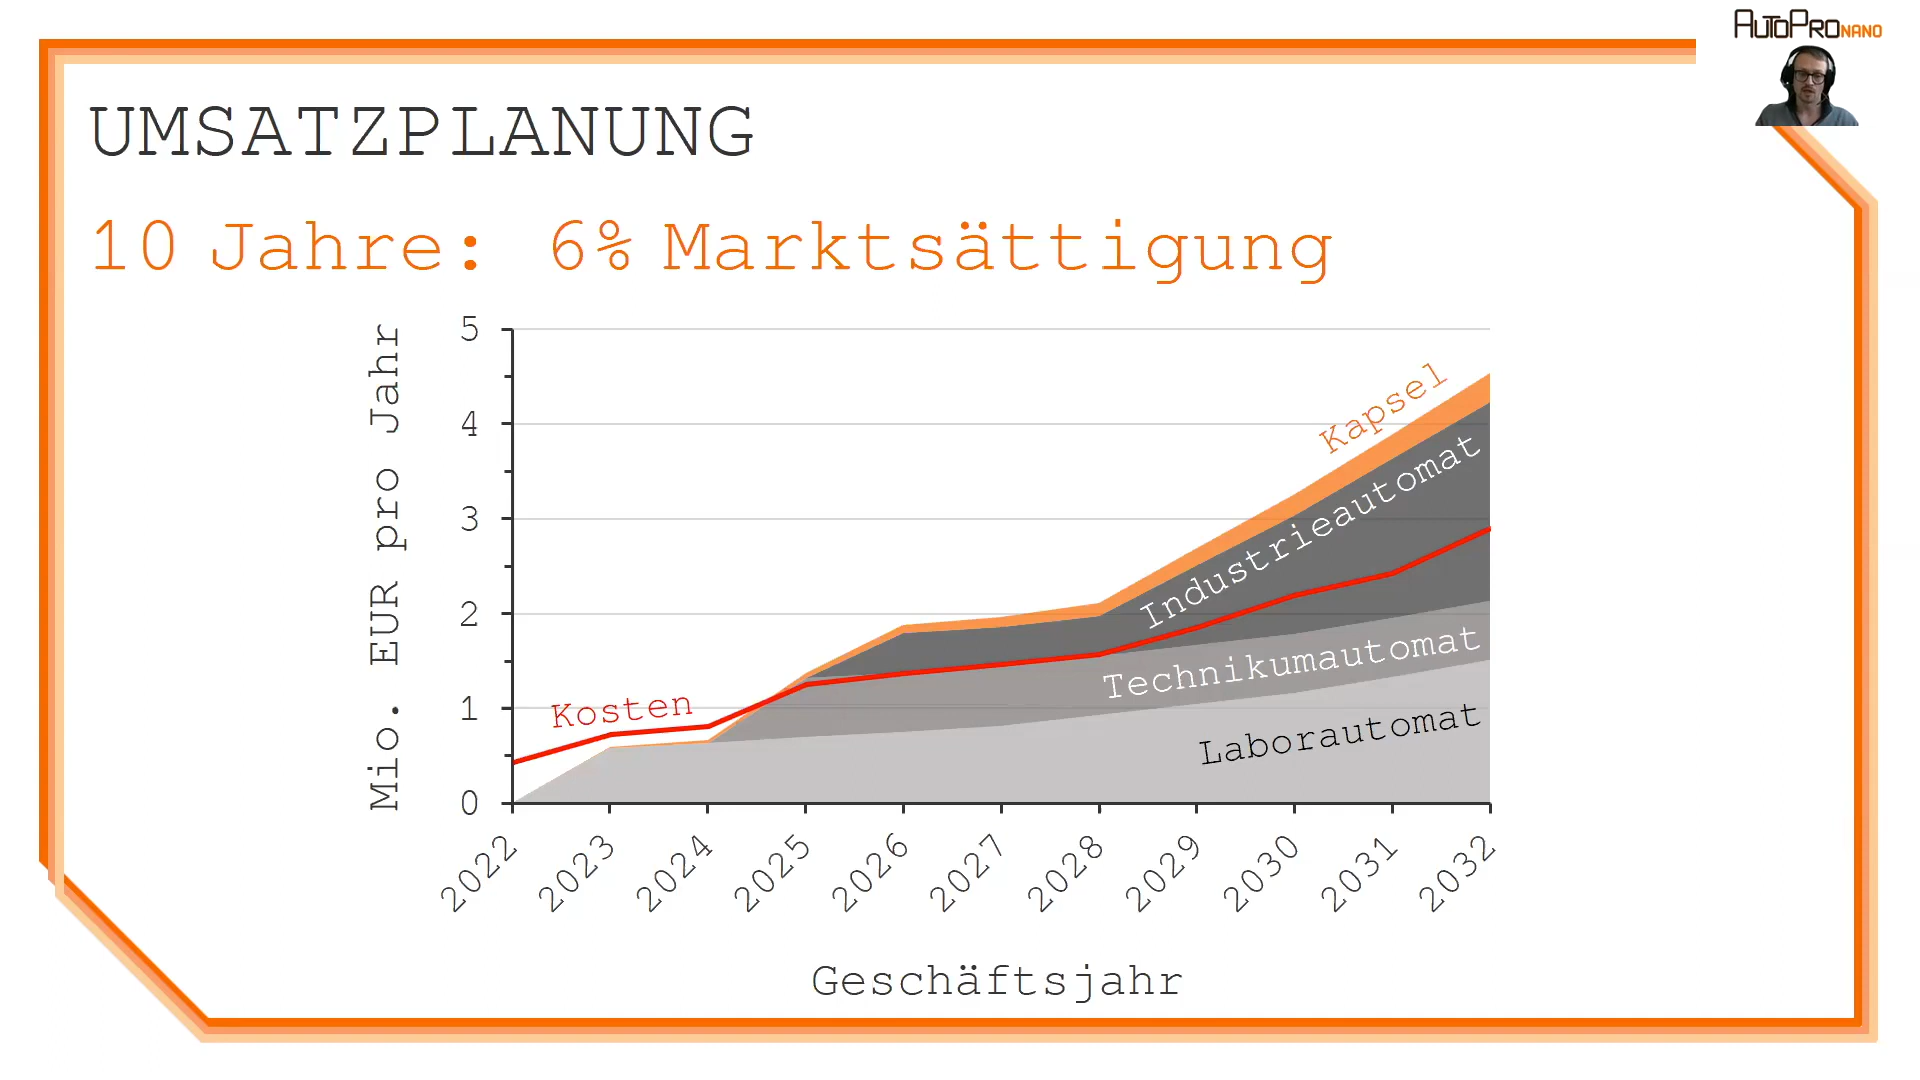 AUTOPRONANO
UMSATZPLANUNG
10 Jahre: 6% Marktsättigung
Mio. EUR pro Jahr
5
4
3
2
1
0
Kapsel
Industrieautomat
Technikumautomat
Laborautomat
Kosten
2022
2023
2024
2025
2026
2027
2028
2029
2030
2031
2032
Geschäftsjahr